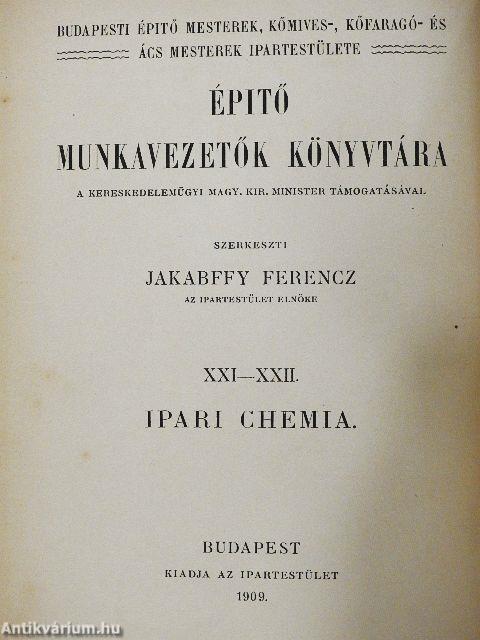 BUDAPESTI ÉPITŐ MESTEREK, KŐMIVES-, KŐFARAGÓ- ÉS
ÁCS MESTEREK IPARTESTÜLETE
ÉPITŐ
MUNKAVEZETŐK KÖNYVTÁRA
A KERESKEDELEMÜGYI MAGY. KIR. MINISTER TÁMOGATÁSÁVAL
SZERKESZTI
JAKABFFY FERENCZ
AZ IPARTESTÜLET ELNÖKE
XXI—XXII.
IPARI CHEMIA.
BUDAPEST
KIADJA AZ IPARTESTÜLET
1909.
Antikvárium.hu